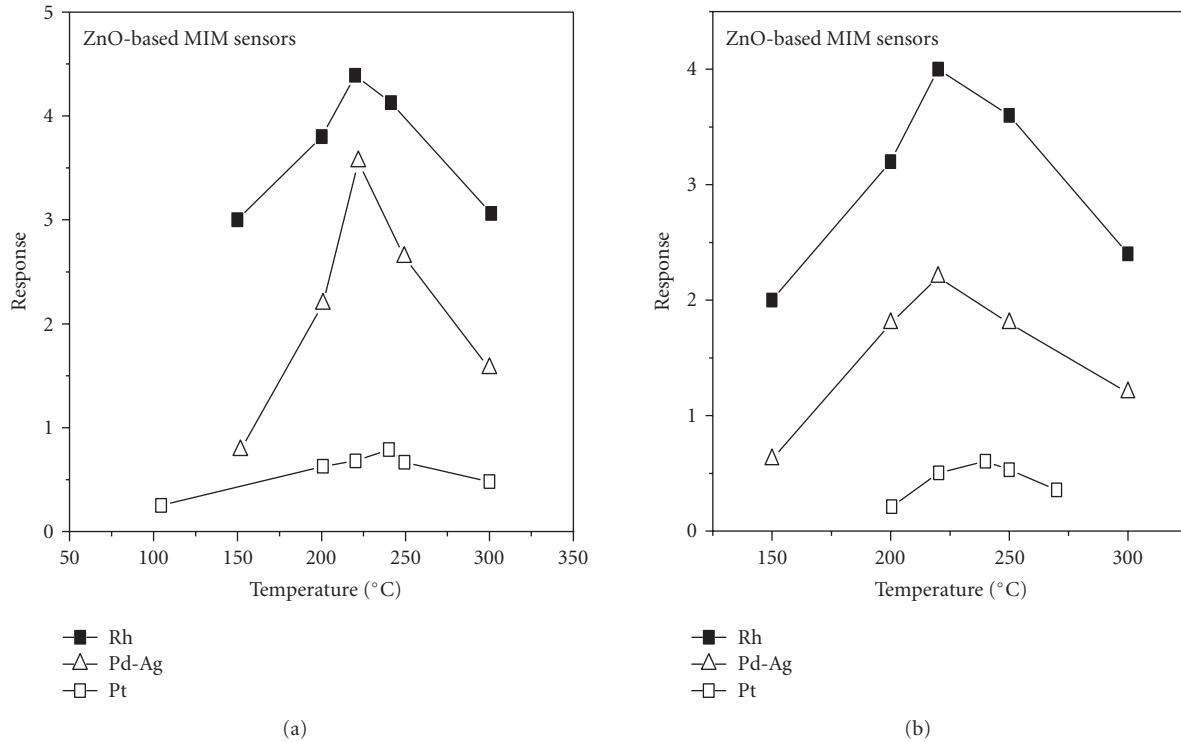 ZnO-based MIM sensors
5
4
3
2
1
0
Response
50 100 150 200 250 300 350
Temperature (°C)
Rh
Pd-Ag
Pt
(a)
ZnO-based MIM sensors
4
3
2
1
0
Response
150 200 250 300
Temperature (°C)
Rh
Pd-Ag
Pt
(b)